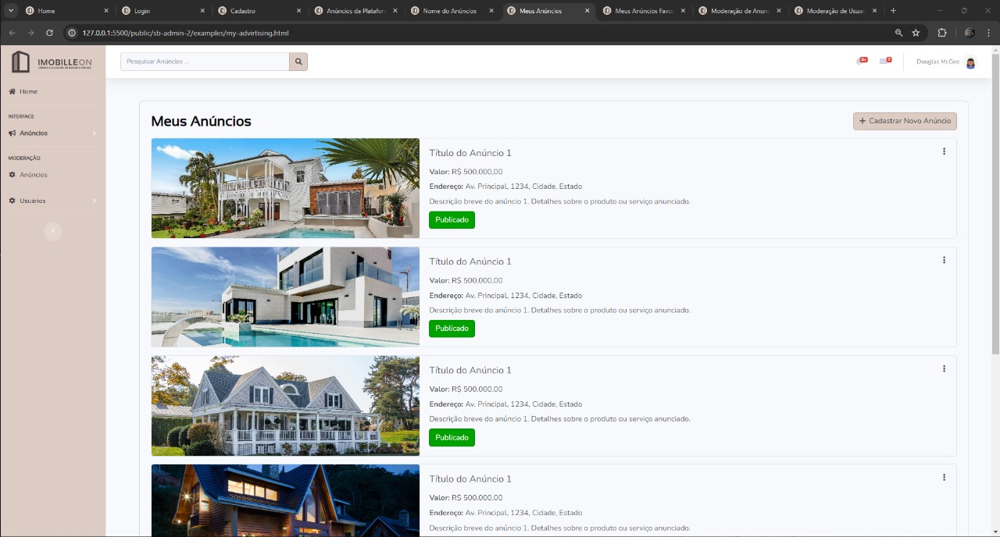 Home
Login
Cadastro
Anúncios da Platafor
Nome do Anúncios
Meus Anúncios
Meus Anúncios Favor
Moderação de Anunc
Moderação de Usuar
127.0.0.1:5500/public/sb-admin-2/examples/my-advirtising.html
IMOBILLEON
Pesquisar Anúncios ...
9+
7
Douglas McGee
Home
INTERFACE
Anúncios
MODERAÇÃO
Anúncios
Usuários
Meus Anúncios
+ Cadastrar Novo Anúncio
Título do Anúncio 1
Valor: R$ 500.000,00
Endereço: Av. Principal, 1234, Cidade, Estado
Descrição breve do anúncio 1. Detalhes sobre o produto ou serviço anunciado.
Publicado
Título do Anúncio 1
Valor: R$ 500.000,00
Endereço: Av. Principal, 1234, Cidade, Estado
Descrição breve do anúncio 1. Detalhes sobre o produto ou serviço anunciado.
Publicado
Título do Anúncio 1
Valor: R$ 500.000,00
Endereço: Av. Principal, 1234, Cidade, Estado
Descrição breve do anúncio 1. Detalhes sobre o produto ou serviço anunciado.
Publicado
Título do Anúncio 1
Valor: R$ 500.000,00
Endereço: Av. Principal, 1234, Cidade, Estado
Descrição breve do anúncio 1. Detalhes sobre o produto ou serviço anunciado.